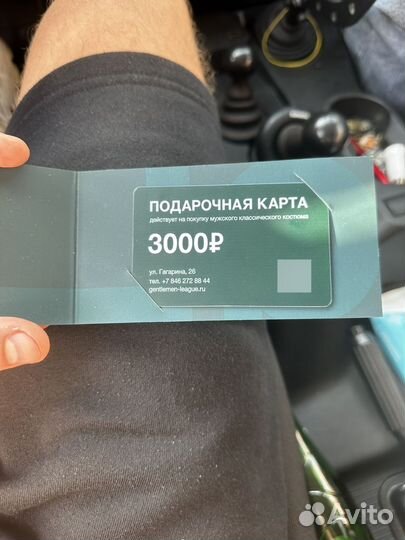 ПОДАРОЧНАЯ КАРТА
действует на покупку мужского классического костюма
3000₽
ул. Гагарина, 26
тел. +7 846 272 88 44
gentlemen-league.ru
Avito